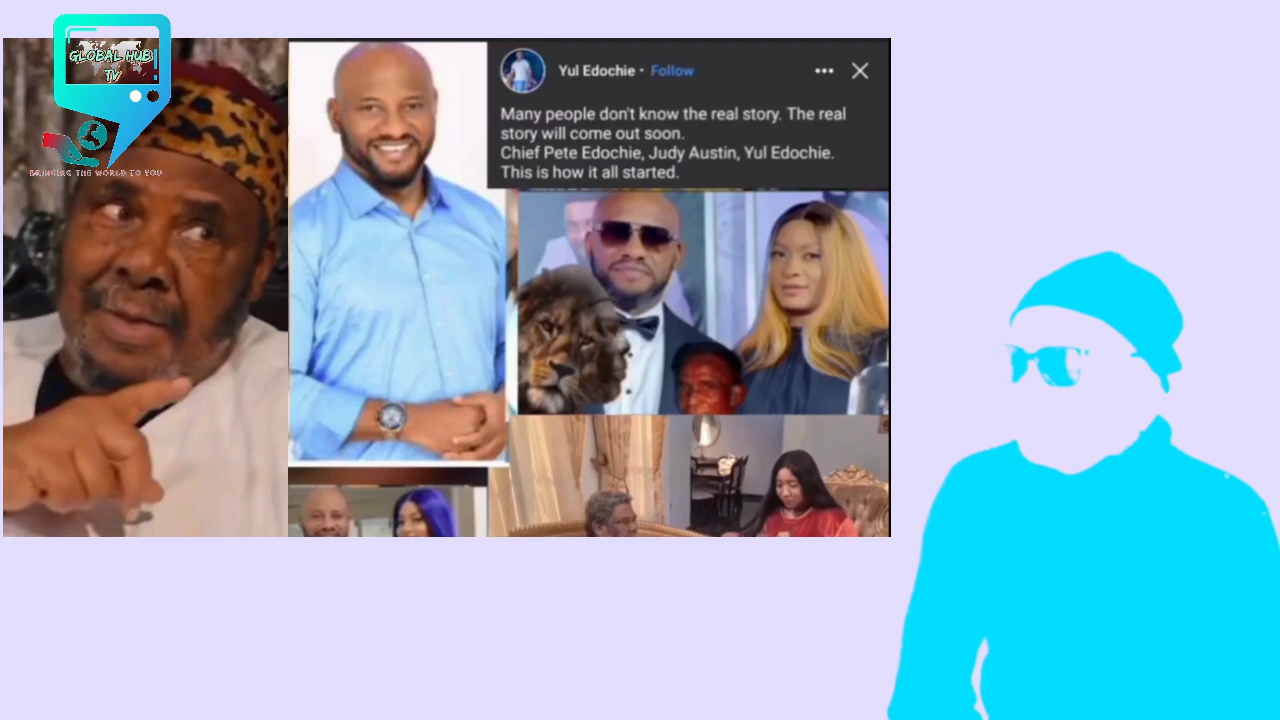 GLOBAL HUB
TV
BRINGING THE WORLD TO YOU
Yul Edochie · Follow
Many people don't know the real story. The real
story will come out soon.
Chief Pete Edochie, Judy Austin, Yul Edochie.
This is how it all started.